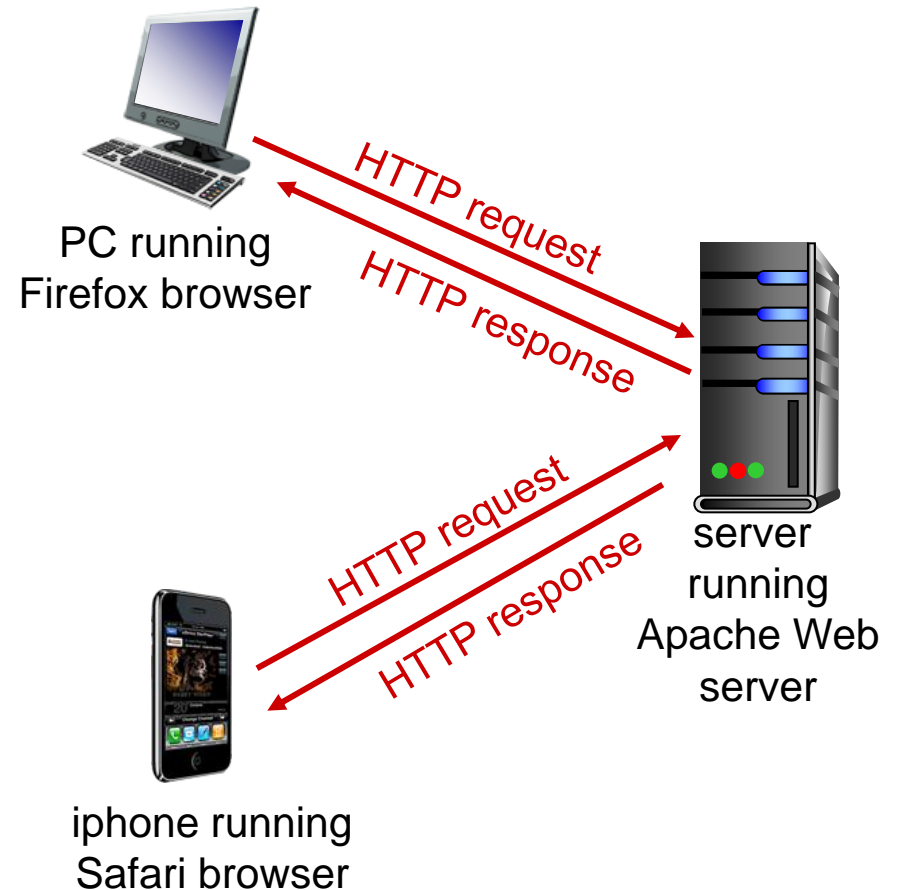 HTTP request
HTTP response
PC running
Firefox browser
HTTP request
HTTP response
server
running
Apache Web
server
iphone running
Safari browser